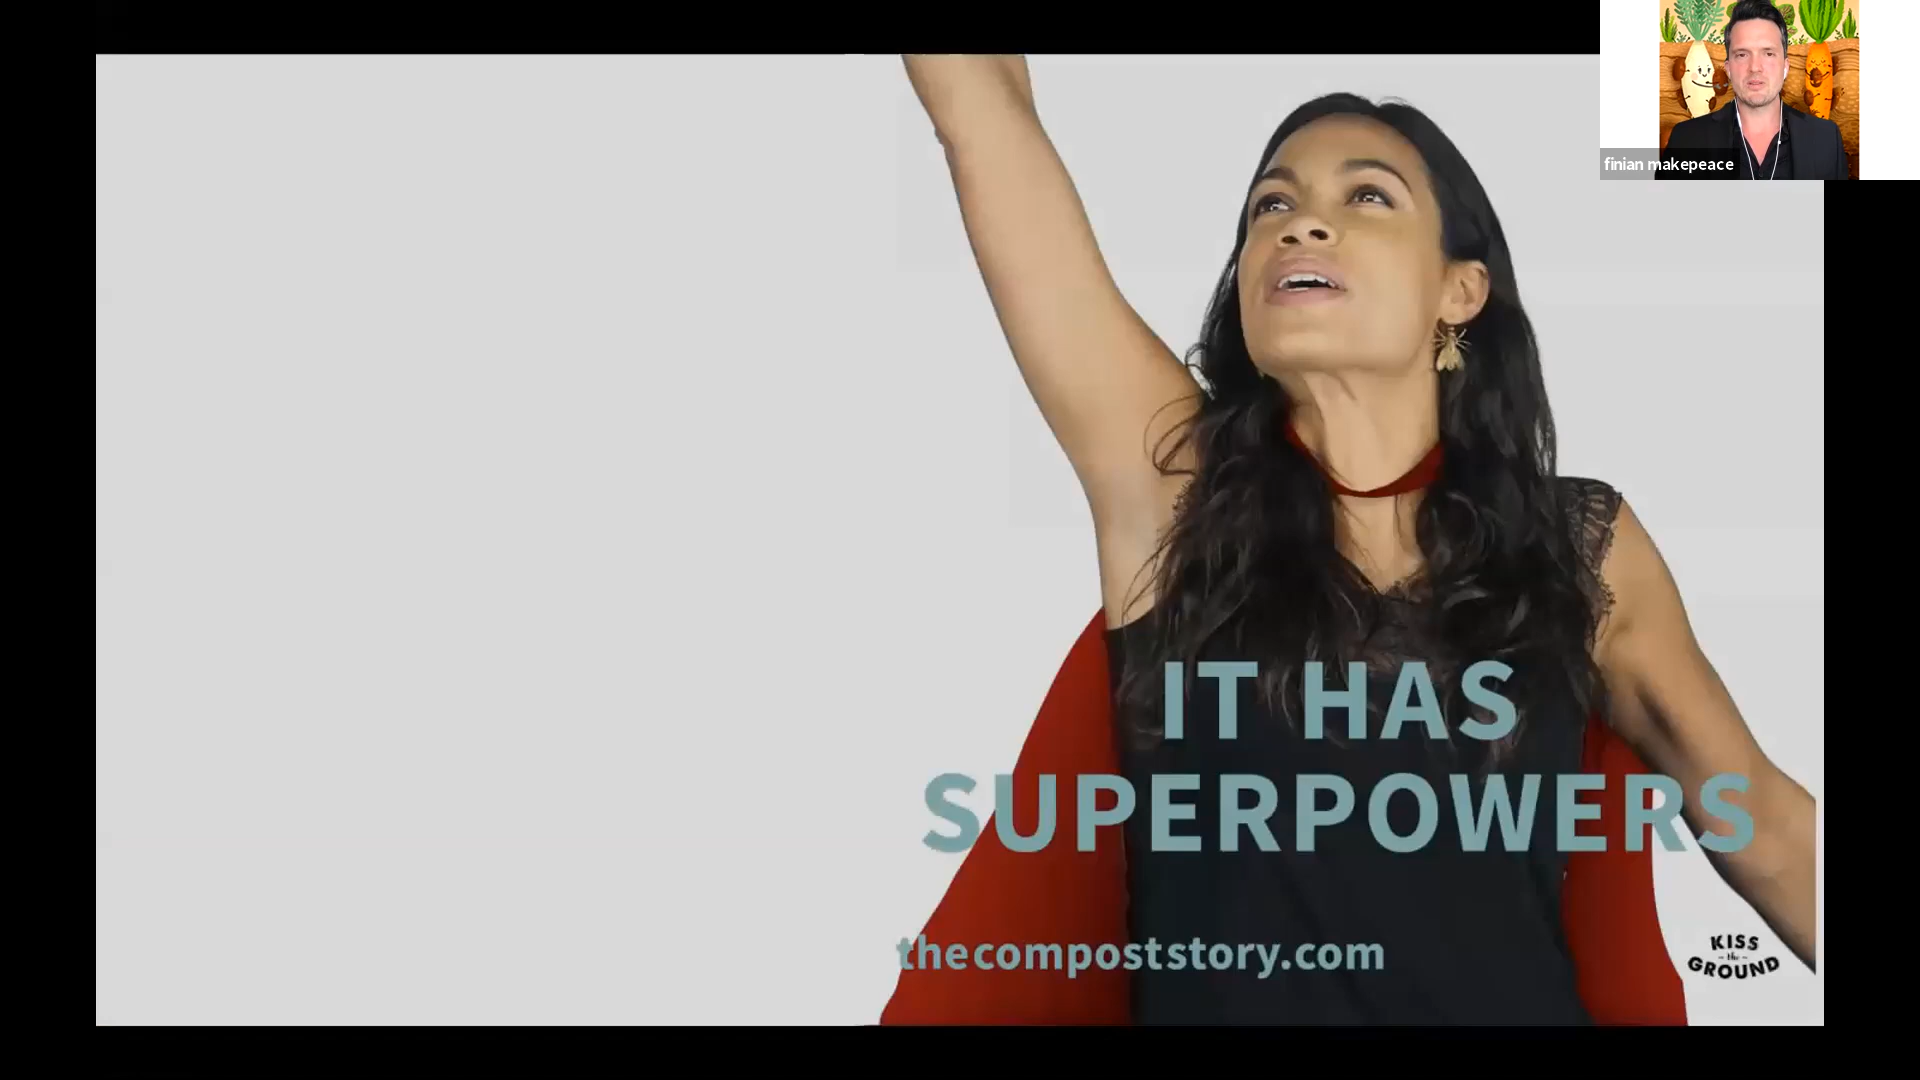 finian makepeace
IT HAS
SUPERPOWERS
thecompoststory.com
KISS
the
GROUND